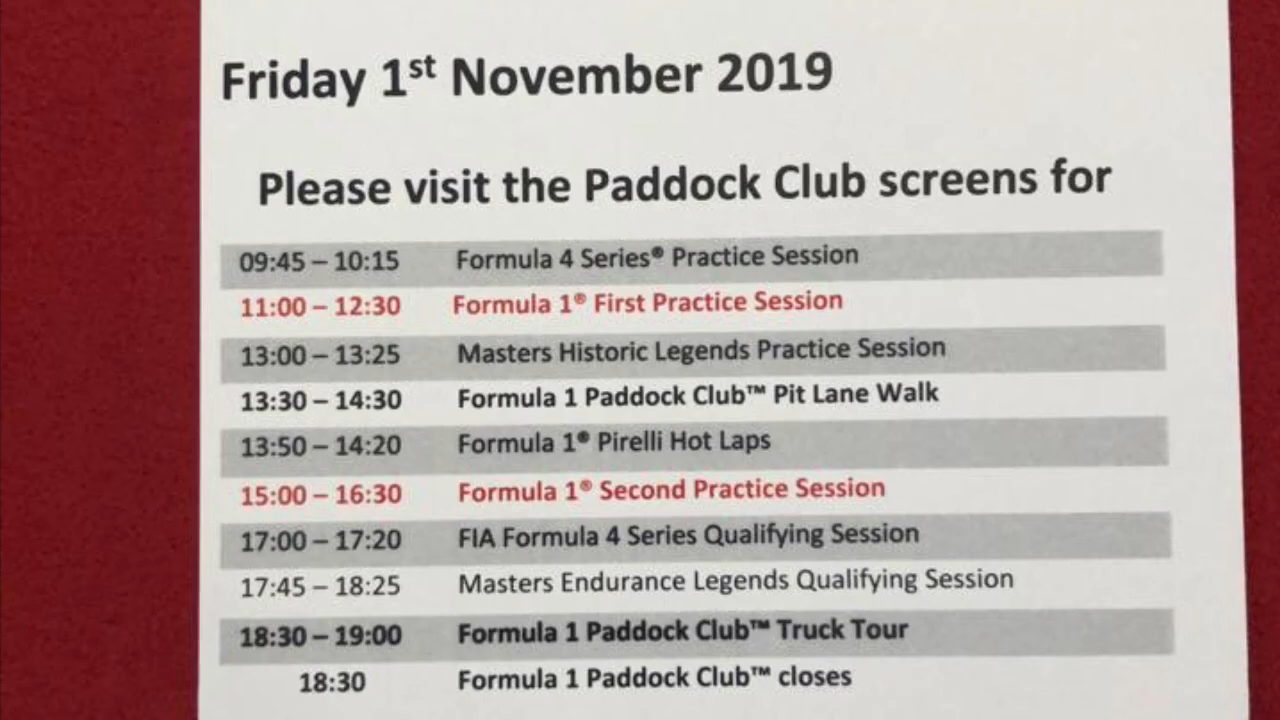 Friday 1st November 2019
Please visit the Paddock Club screens for
09:45 – 10:15 Formula 4 Series® Practice Session
11:00 – 12:30 Formula 1® First Practice Session
13:00 – 13:25 Masters Historic Legends Practice Session
13:30 – 14:30 Formula 1 Paddock Club™ Pit Lane Walk
13:50 – 14:20 Formula 1® Pirelli Hot Laps
15:00 – 16:30 Formula 1® Second Practice Session
17:00 – 17:20 FIA Formula 4 Series Qualifying Session
17:45 – 18:25 Masters Endurance Legends Qualifying Session
18:30 – 19:00 Formula 1 Paddock Club™ Truck Tour
18:30 Formula 1 Paddock Club™ closes